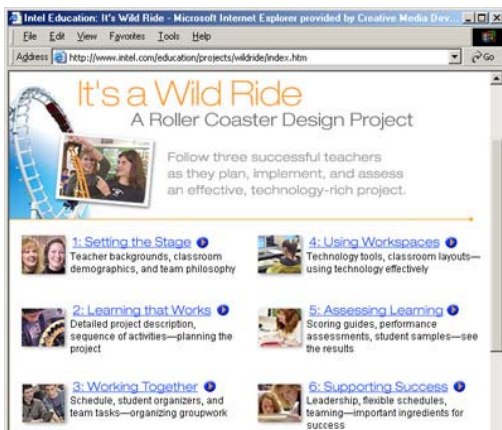 Intel Education: It's Wild Ride - Microsoft Internet Explorer provided by Creative Media Dev...
File Edit View Favorites Tools Help
Address http://www.intel.com/education/projects/wildride/index.htm Go
It's a Wild Ride
A Roller Coaster Design Project
Follow three successful teachers
as they plan, implement, and assess
an effective, technology-rich project.
1: Setting the Stage
Teacher backgrounds, classroom
demographics, and team philosophy
2: Learning that Works
Detailed project description,
sequence of activities—planning the
project
3: Working Together
Schedule, student organizers, and
team tasks—organizing groupwork
4: Using Workspaces
Technology tools, classroom layouts—
using technology effectively
5: Assessing Learning
Scoring guides, performance
assessments, student samples—see
the results
6: Supporting Success
Leadership, flexible schedules,
teaming—important ingredients for
success